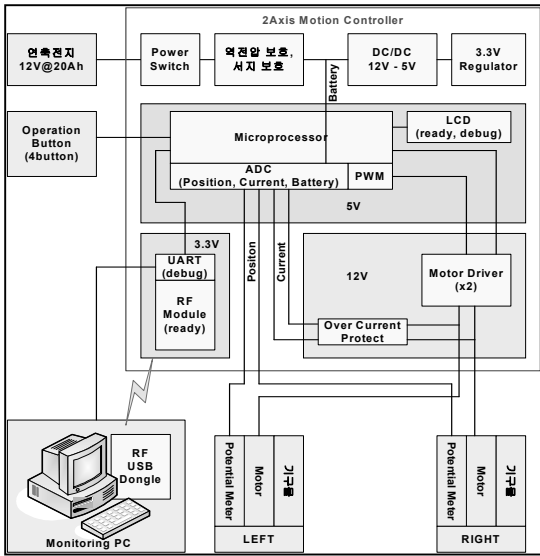 2Axis Motion Controller
연축전지
12V@20Ah
Power
Switch
역전압 보호,
서지 보호
DC/DC
12V - 5V
3.3V
Regulator
Battery
Operation
Button
(4button)
Microprocessor
LCD
(ready, debug)
ADC
(Position, Current, Battery)
PWM
5V
3.3V
UART
(debug)
RF
Module
(ready)
Positon
Current
12V
Motor Driver
(x2)
Over Current
Protect
RF
USB
Dongle
Monitoring PC
Potential Meter
Motor
기구물
LEFT
Potential Meter
Motor
기구물
RIGHT